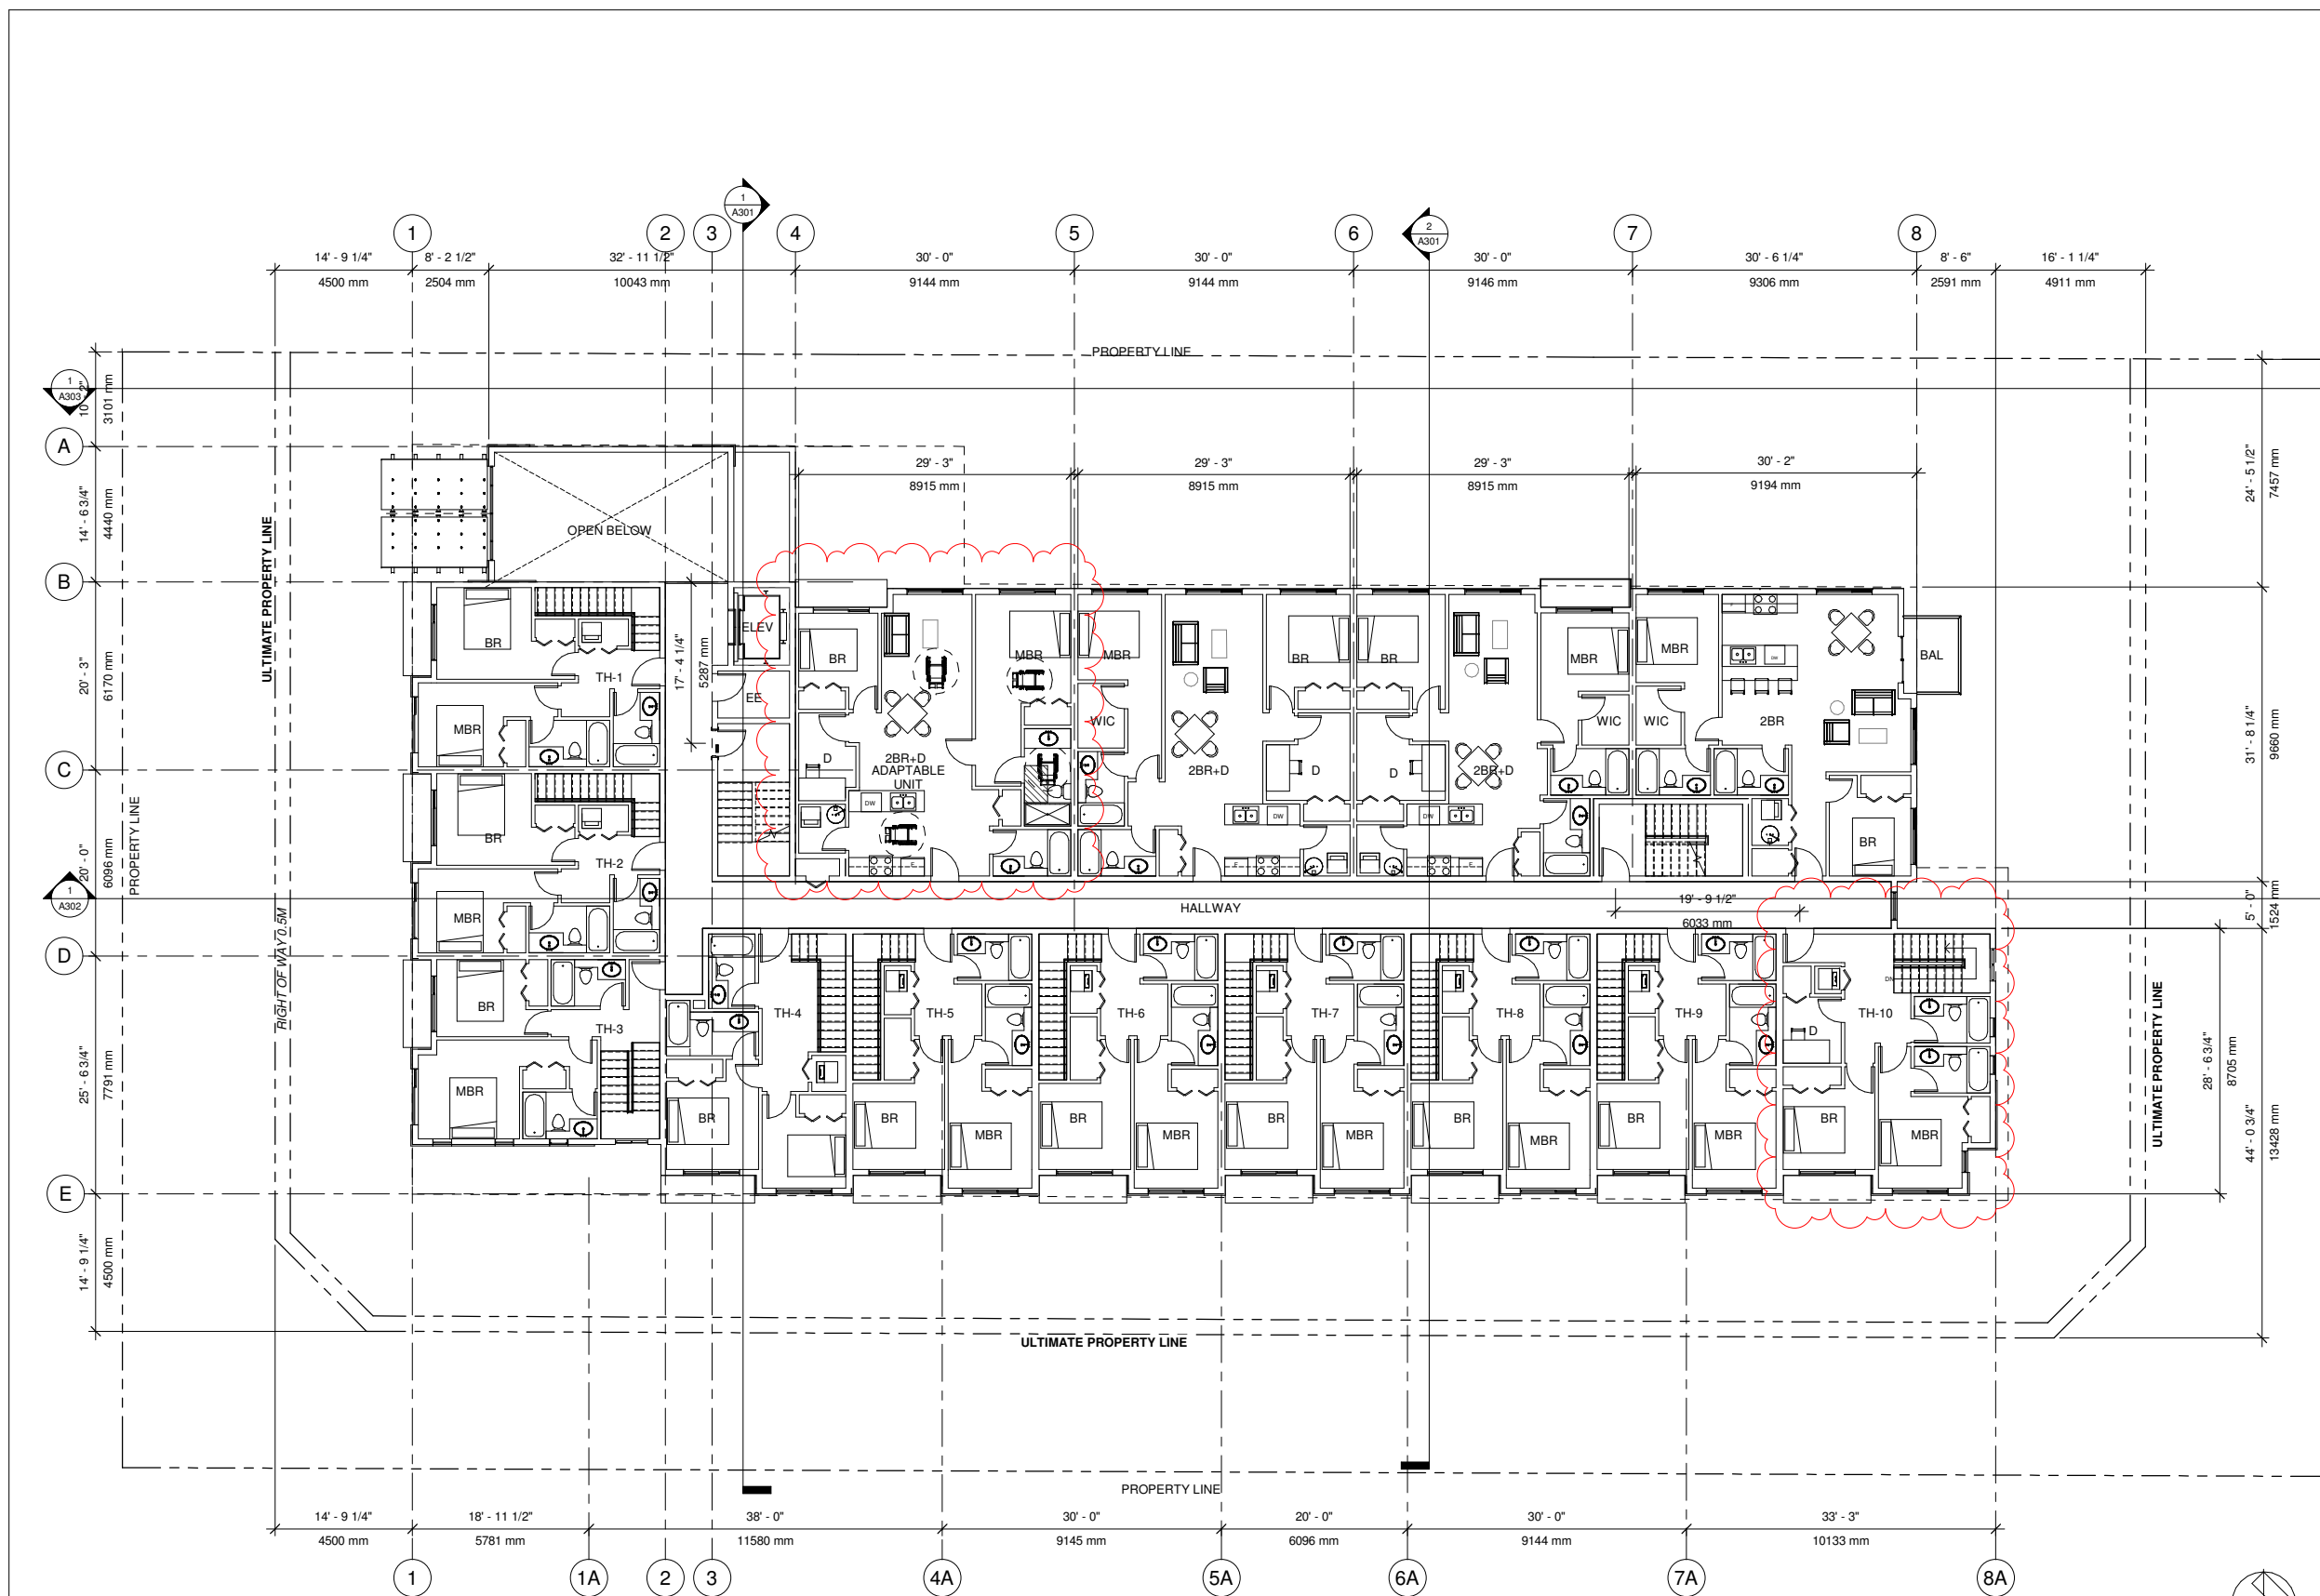 1
A301
1
2
3
4
5
6
2
A301
7
8
14' - 9 1/4"
8' - 2 1/2"
32' - 11 1/2"
30' - 0"
30' - 0"
30' - 0"
30' - 6 1/4"
8' - 6"
16' - 1 1/4"
4500 mm
2504 mm
10043 mm
9144 mm
9144 mm
9146 mm
9306 mm
2591 mm
4911 mm
PROPERTY LINE
1
A303
10' - 2"
3101 mm
A
14' - 6 3/4"
4440 mm
B
20' - 3"
6170 mm
C
20' - 0"
6096 mm
1
A302
D
25' - 6 3/4"
7791 mm
E
14' - 9 1/4"
4500 mm
PROPERTY LINE
ULTIMATE PROPERTY LINE
RIGHT OF WAY 0.5M
29' - 3"
29' - 3"
29' - 3"
30' - 2"
8915 mm
8915 mm
8915 mm
9194 mm
24' - 5 1/2"
7457 mm
OPEN BELOW
17' - 4 1/4"
5287 mm
ELEV
EE
BR
TH-1
MBR
BR
TH-2
MBR
BR
TH-3
MBR
BR
MBR
D
2BR+D
ADAPTABLE
UNIT
DW
F
MBR
WIC
2BR+D
BR
D
DW
F
BR
D
2BR+D
MBR
WIC
DW
F
MBR
WIC
2BR
DW
F
BAL
BR
31' - 8 1/4"
9660 mm
5' - 0"
1524 mm
HALLWAY
19' - 9 1/2"
6033 mm
TH-4
TH-5
TH-6
TH-7
TH-8
TH-9
TH-10
DN
D
BR
BR
MBR
BR
MBR
BR
MBR
BR
MBR
BR
MBR
BR
MBR
28' - 6 3/4"
8705 mm
44' - 0 3/4"
13428 mm
ULTIMATE PROPERTY LINE
ULTIMATE PROPERTY LINE
PROPERTY LINE
14' - 9 1/4"
18' - 11 1/2"
38' - 0"
30' - 0"
20' - 0"
30' - 0"
33' - 3"
4500 mm
5781 mm
11580 mm
9145 mm
6096 mm
9144 mm
10133 mm
1
1A
2
3
4A
5A
6A
7A
8A